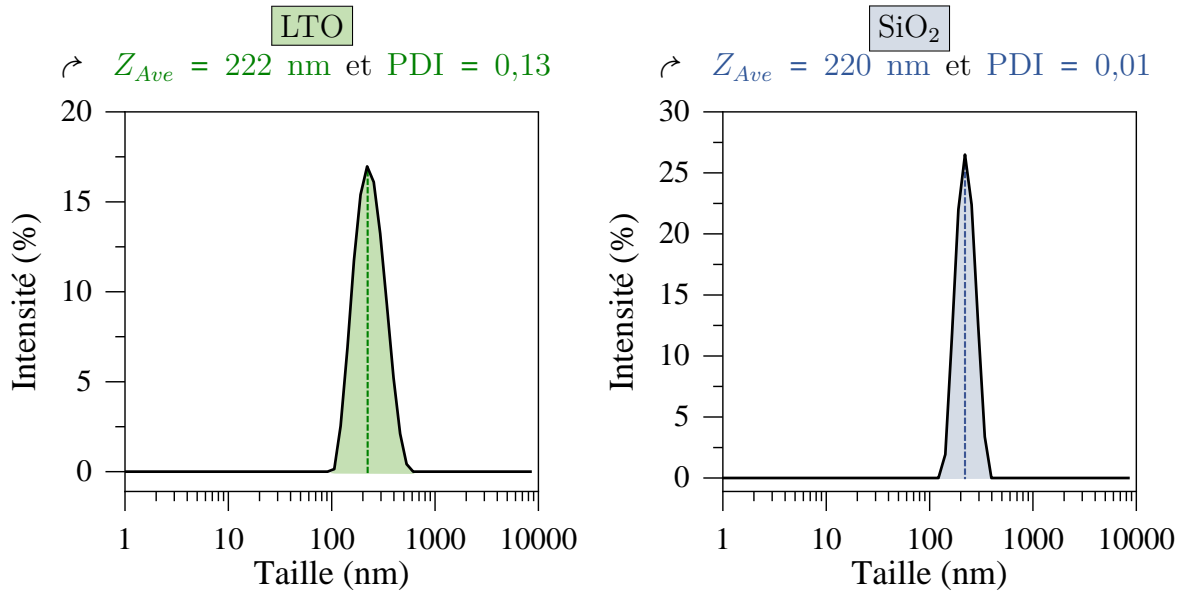 LTO
Z_Ave = 222 nm et PDI = 0,13
20
15
10
5
0
Intensité (%)
1 10 100 1000 10000
Taille (nm)
SiO₂
Z_Ave = 220 nm et PDI = 0,01
30
25
20
15
10
5
0
Intensité (%)
1 10 100 1000 10000
Taille (nm)